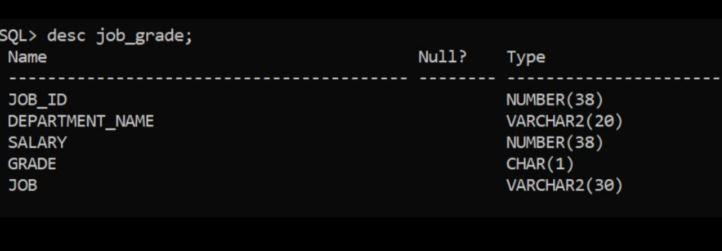 SQL> desc job_grade;
Name Null? Type
----------------------------------------- -------- ----------------------
JOB_ID NUMBER(38)
DEPARTMENT_NAME VARCHAR2(20)
SALARY NUMBER(38)
GRADE CHAR(1)
JOB VARCHAR2(30)